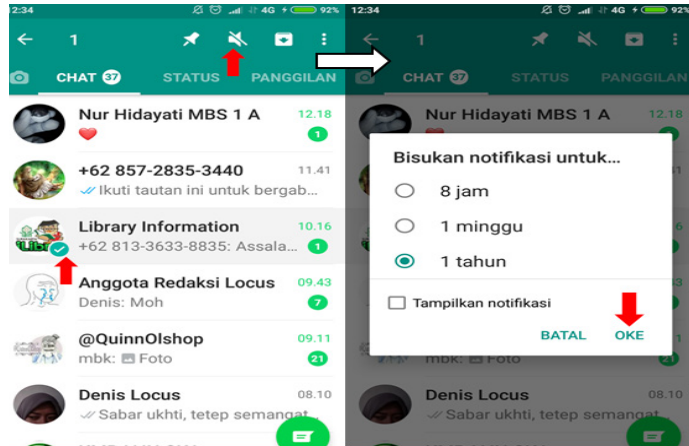 12:34
4G
92%
1
CHAT 37
STATUS
PANGGILAN
Nur Hidayati MBS 1 A
12.18
1
+62 857-2835-3440
11.41
Ikuti tautan ini untuk bergab...
Library Information
10.16
+62 813-3633-8835: Assala...
1
Anggota Redaksi Locus
09.43
Denis: Moh
7
@QuinnOlshop
09.11
mbk: Foto
21
Denis Locus
08.10
Sabar ukhti, tetep semangat
12:34
4G
92%
1
CHAT 37
STATUS
PANGGILAN
Nur Hidayati MBS 1 A
12.18
Bisukan notifikasi untuk...
8 jam
1 minggu
1 tahun
Tampilkan notifikasi
BATAL
OKE
mbk: Foto
21
Denis Locus
08.10
Sabar ukhti, tetep semangat